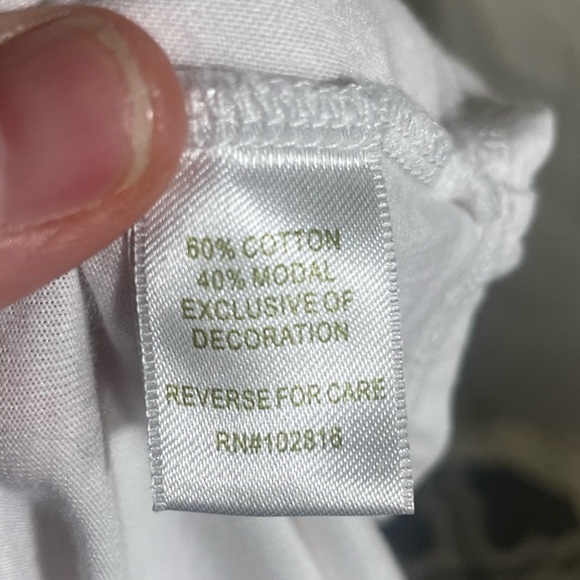 60% COTTON
40% MODAL
EXCLUSIVE OF
DECORATION
REVERSE FOR CARE
RN#102816